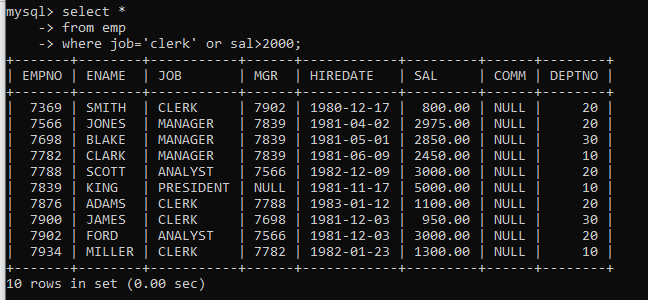 mysql> select *
    -> from emp
    -> where job='clerk' or sal>2000;
+-------+--------+-----------+------+------------+---------+------+--------+
| EMPNO | ENAME  | JOB       | MGR  | HIREDATE   | SAL     | COMM | DEPTNO |
+-------+--------+-----------+------+------------+---------+------+--------+
|  7369 | SMITH  | CLERK     | 7902 | 1980-12-17 |  800.00 | NULL |     20 |
|  7566 | JONES  | MANAGER   | 7839 | 1981-04-02 | 2975.00 | NULL |     20 |
|  7698 | BLAKE  | MANAGER   | 7839 | 1981-05-01 | 2850.00 | NULL |     30 |
|  7782 | CLARK  | MANAGER   | 7839 | 1981-06-09 | 2450.00 | NULL |     10 |
|  7788 | SCOTT  | ANALYST   | 7566 | 1982-12-09 | 3000.00 | NULL |     20 |
|  7839 | KING   | PRESIDENT | NULL | 1981-11-17 | 5000.00 | NULL |     10 |
|  7876 | ADAMS  | CLERK     | 7788 | 1983-01-12 | 1100.00 | NULL |     20 |
|  7900 | JAMES  | CLERK     | 7698 | 1981-12-03 |  950.00 | NULL |     30 |
|  7902 | FORD   | ANALYST   | 7566 | 1981-12-03 | 3000.00 | NULL |     20 |
|  7934 | MILLER | CLERK     | 7782 | 1982-01-23 | 1300.00 | NULL |     10 |
+-------+--------+-----------+------+------------+---------+------+--------+
10 rows in set (0.00 sec)